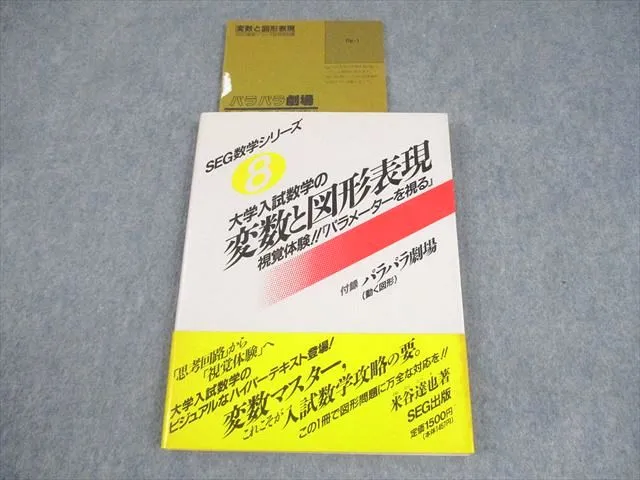 変数と図形表現
パラパラ劇場
SEG数学シリーズ
8
大学入試数学の
変数と図形表現
視覚体験!!「パラメーターを視る」
付録 パラパラ劇場
(動く図形)
「思考回路」から
「視覚体験」へ
大学入試数学の
ビジュアルなハイパーテキスト登場!
変数マスター,
これこそが入試数学攻略の要。
この1冊で図形問題に万全な対応を!!
米谷達也著
SEG出版
定価1500円
(本体1457円)